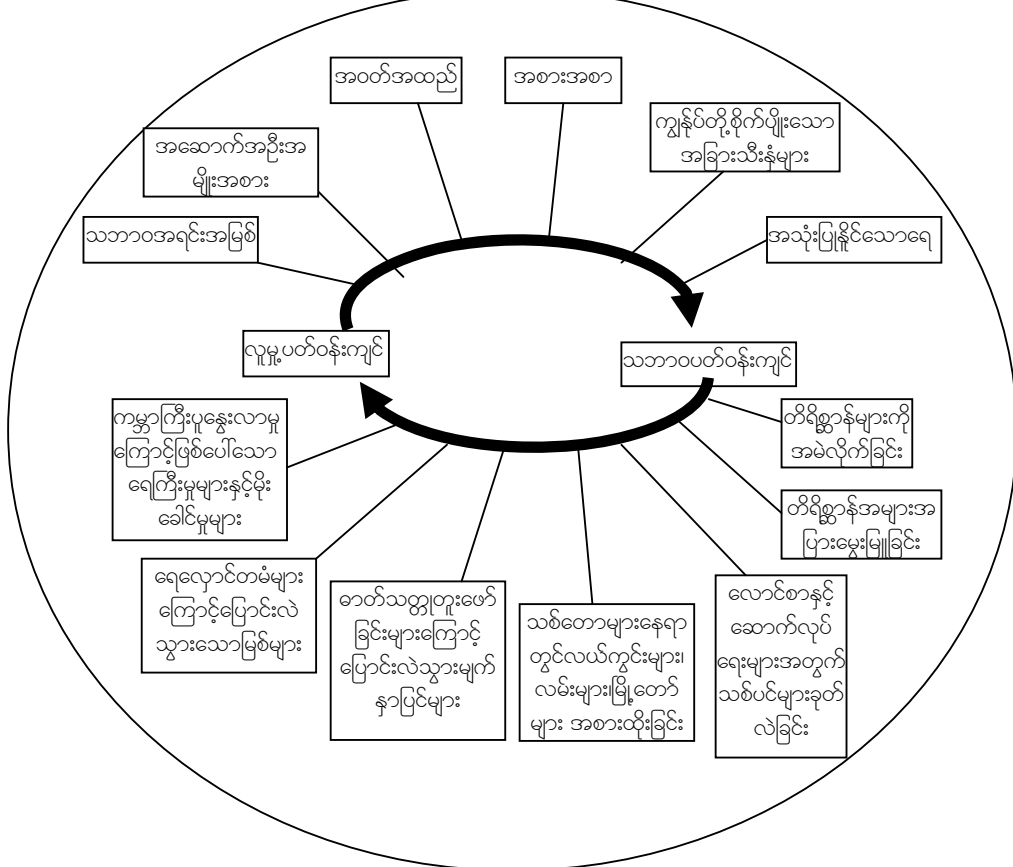 အဝတ်အထည်
အစားအစာ
ကျွန်ုပ်တို့စိုက်ပျိုးသော
အခြားသီးနှံများ
အဆောက်အဦးအ
မျိုးအစား
သဘာဝအရင်းအမြစ်
အသုံးပြုနိူင်သောရေ
လူမှု့ပတ်ဝန်းကျင်
သဘာဝပတ်ဝန်းကျင်
ကမ္ဘာကြီးပူနွေးလာမှု
ကြောင့်ဖြစ်ပေါ်သော
ရေကြီးမှုများနှင့်မိုး
ခေါင်မှုများ
တိရိစ္ဆာန်များကို
အမဲလိုက်ခြင်း
တိရိစ္ဆာန်အများအ
ပြားမွေးမြူခြင်း
ရေလှောင်တမံများ
ကြောင့်ပြောင်းလဲ
သွားသောမြစ်များ
ဓာတ်သတ္တုတူးဖော်
ခြင်းများကြောင့်
ပြောင်းလဲသွားမျက်
နှာပြင်များ
သစ်တောများနေရာ
တွင်လယ်ကွင်းများ၊
လမ်းများ၊မြို့တော်
များ အစားထိုးခြင်း
လောင်စာနှင့်
ဆောက်လုပ်
ရေးများအတွက်
သစ်ပင်များခုတ်
လဲခြင်း